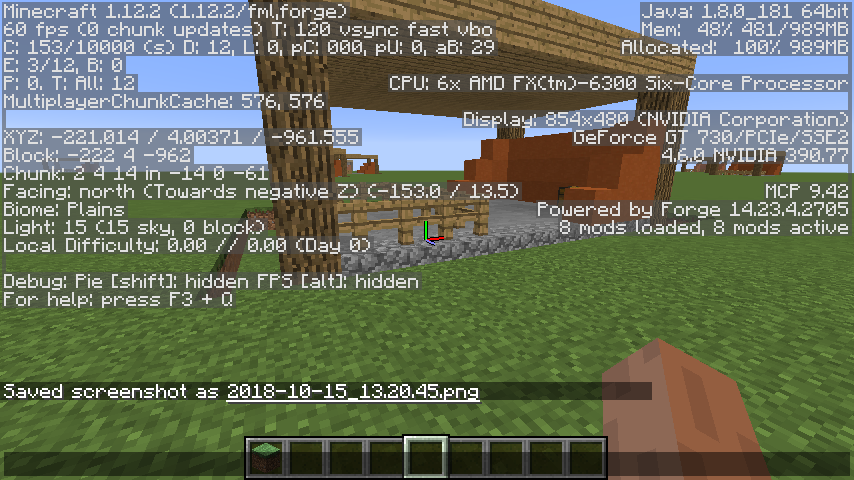 Minecraft 1.12.2 (1.12.2/fml,forge)
60 fps (0 chunk updates) T: 120 vsync fast vbo
C: 153/10000 (s) D: 12, L: 0, pC: 000, pU: 0, aB: 29
E: 3/12, B: 0
P: 0. T: All: 12
MultiplayerChunkCache: 576, 576
XYZ: -221.014 / 4.00371 / -961.555
Block: -222 4 -962
Chunk: 2 4 14 in -14 0 -61
Facing: north (Towards negative Z) (-153.0 / 13.5)
Biome: Plains
Light: 15 (15 sky, 0 block)
Local Difficulty: 0.00 // 0.00 (Day 0)
Debug: Pie [shift]: hidden FPS [alt]: hidden
For help: press F3 + Q
Java: 1.8.0_181 64bit
Mem: 48% 481/989MB
Allocated: 100% 989MB
CPU: 6x AMD FX(tm)-6300 Six-Core Processor
Display: 854x480 (NVIDIA Corporation)
GeForce GT 730/PCIe/SSE2
4.6.0 NVIDIA 390.77
MCP 9.42
Powered by Forge 14.23.4.2705
8 mods loaded, 8 mods active
Saved screenshot as 2018-10-15_13.20.45.png